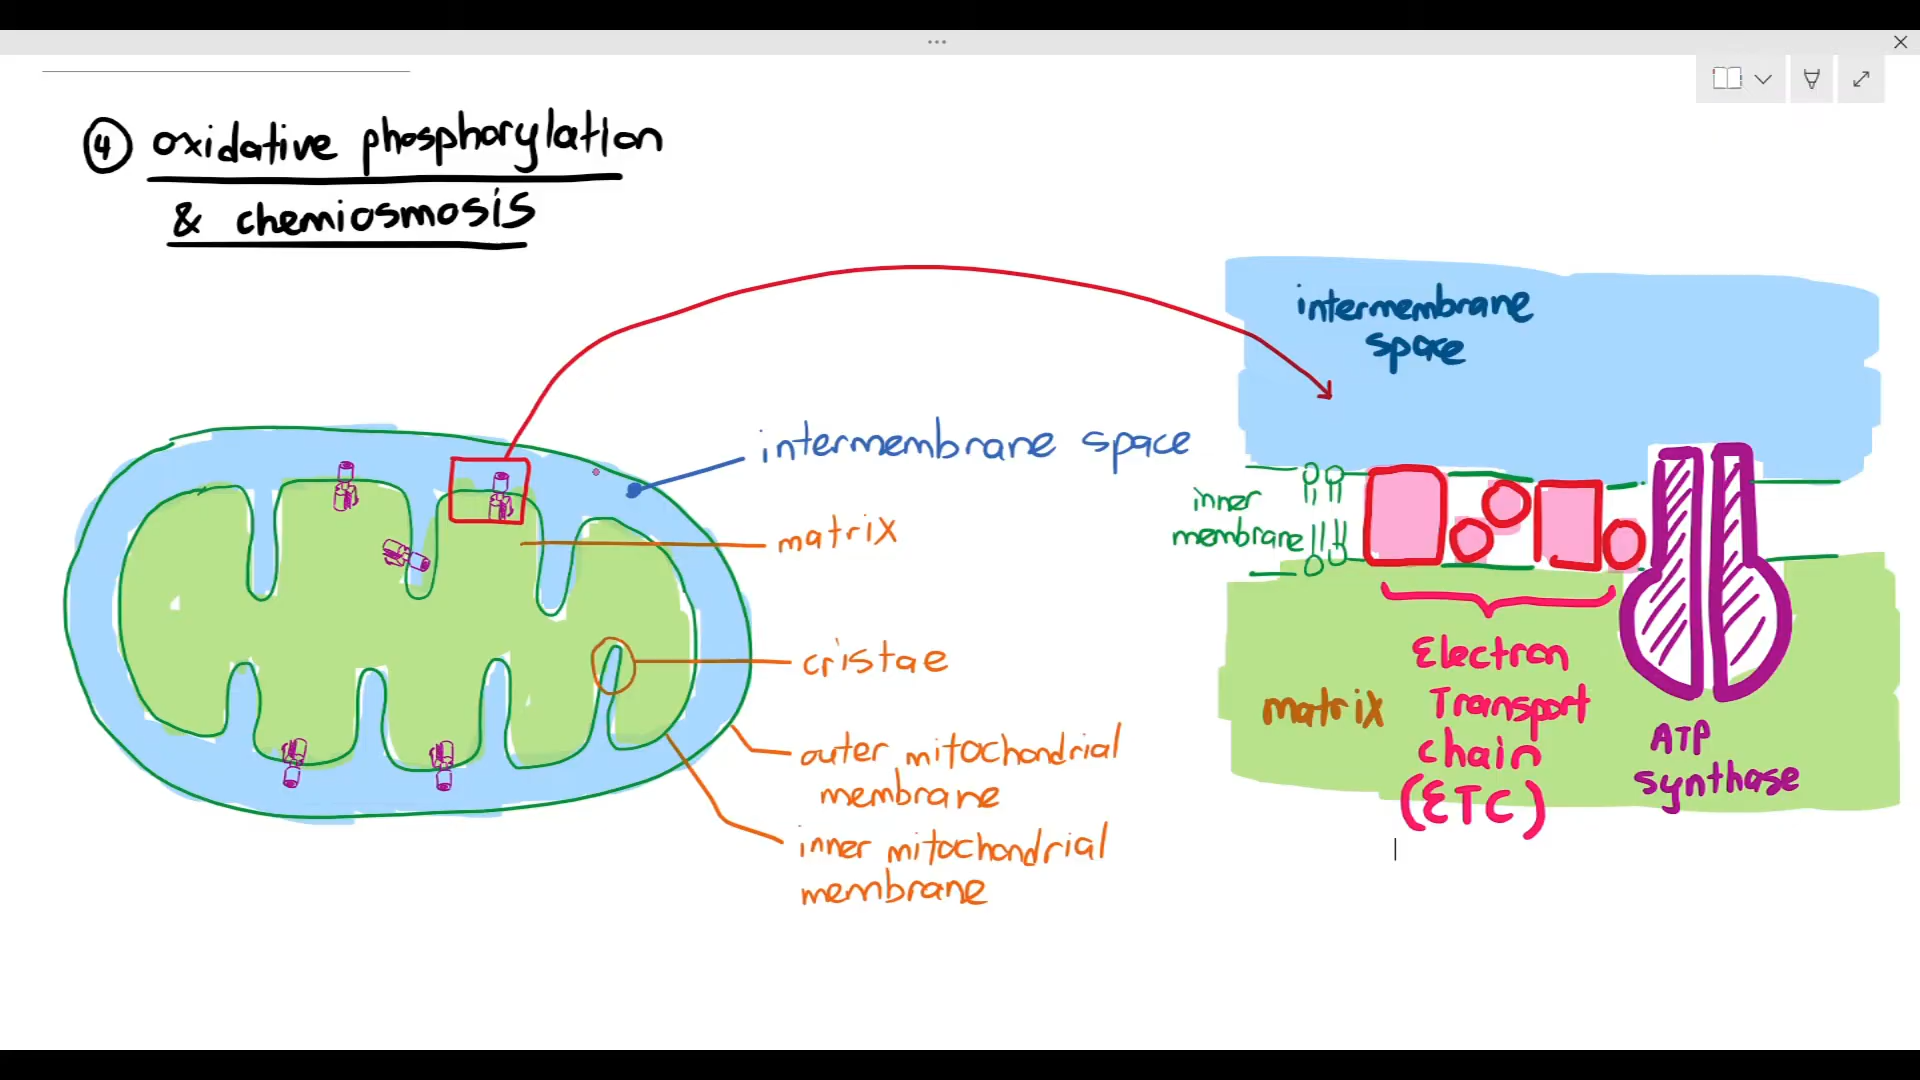 ④ oxidative phosphorylation
& chemiosmosis
intermembrane space
matrix
cristae
outer mitochondrial
membrane
inner mitochondrial
membrane
intermembrane
space
inner
membrane
matrix
Electron
Transport
chain
(ETC)
ATP
synthase